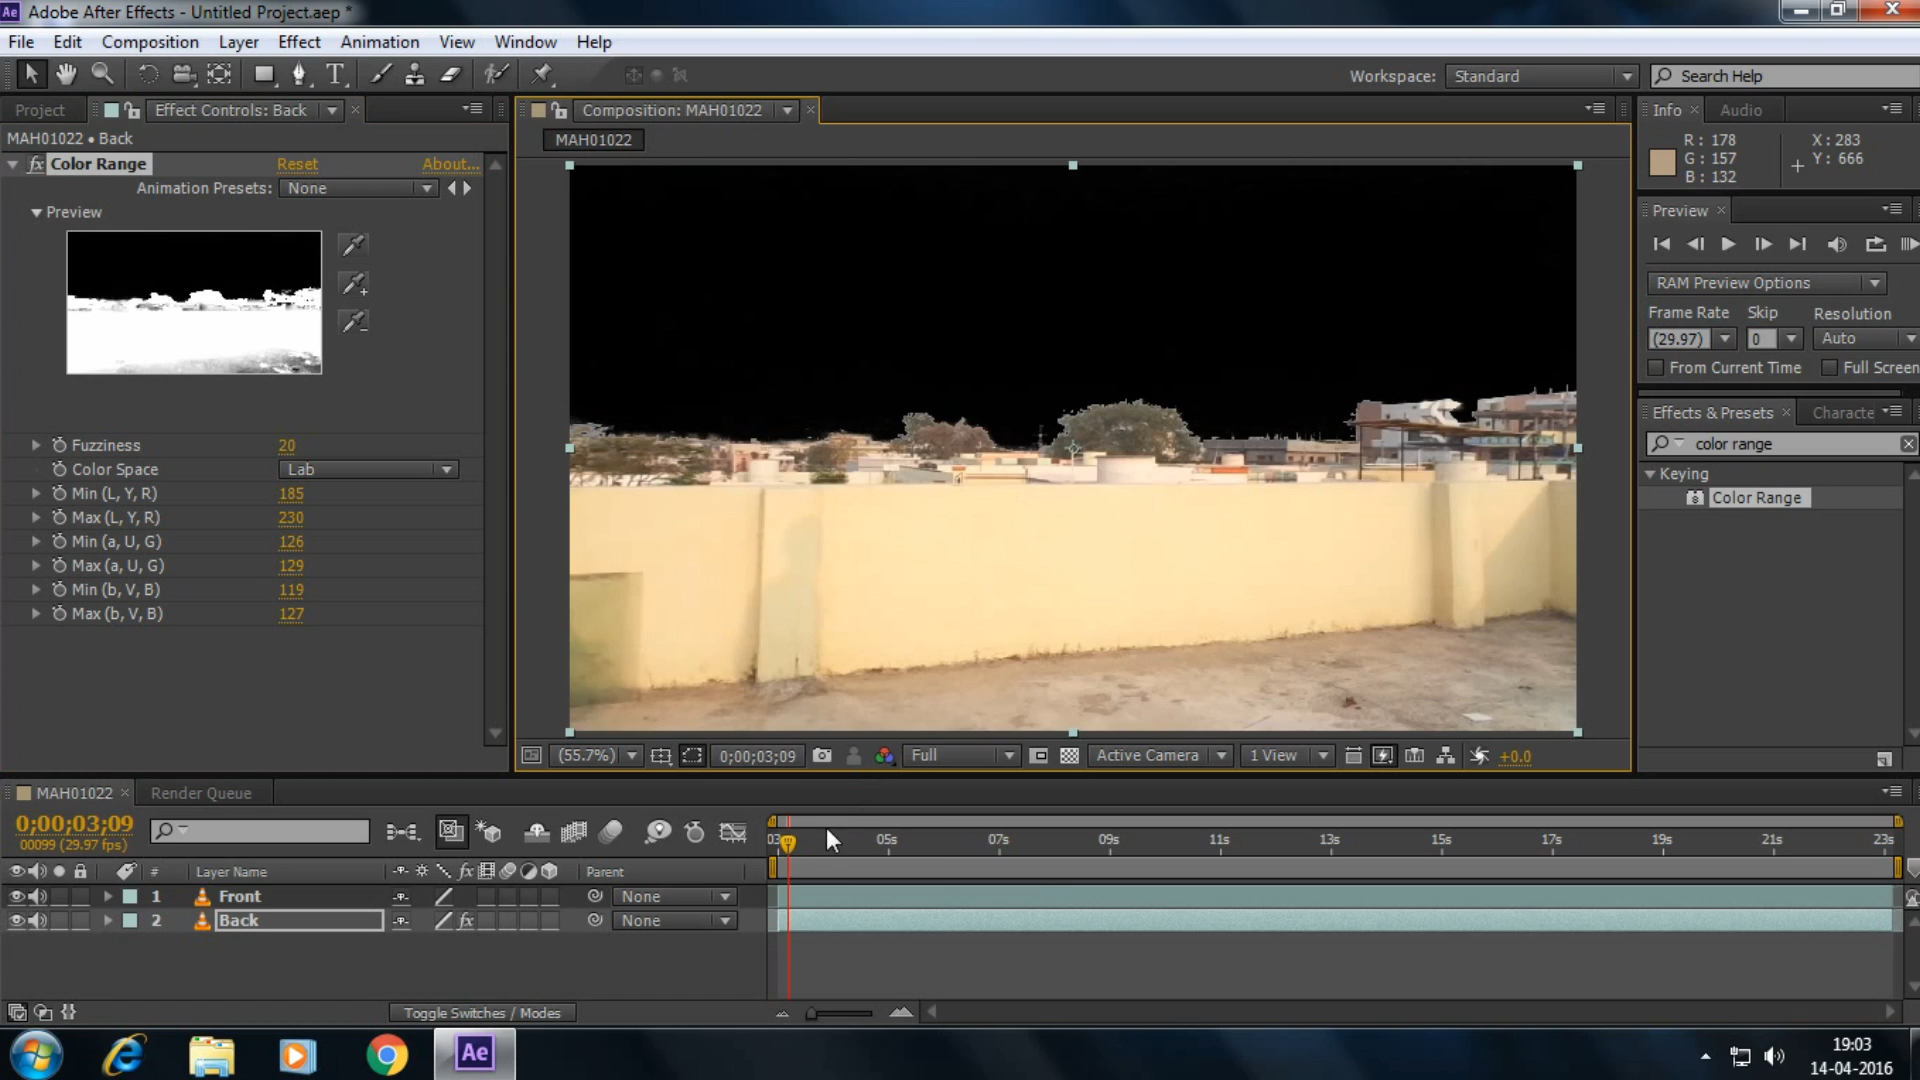 Adobe After Effects - Untitled Project.aep *
File Edit Composition Layer Effect Animation View Window Help
Workspace: Standard Search Help
Project Effect Controls: Back
MAH01022 • Back
fx Color Range Reset About...
Animation Presets: None
Preview
Fuzziness 20
Color Space Lab
Min (L, Y, R) 185
Max (L, Y, R) 230
Min (a, U, G) 126
Max (a, U, G) 129
Min (b, V, B) 119
Max (b, V, B) 127
Composition: MAH01022
MAH01022
(55.7%) 0;00;03;09 Full Active Camera 1 View +0.0
Info Audio
R : 178 X : 283
G : 157 Y : 666
B : 132
Preview
RAM Preview Options
Frame Rate Skip Resolution
(29.97) 0 Auto
From Current Time Full Screen
Effects & Presets Characte
color range
Keying
Color Range
MAH01022 Render Queue
0;00;03;09
00099 (29.97 fps)
03 05s 07s 09s 11s 13s 15s 17s 19s 21s 23s
# Layer Name fx Parent
1 Front None
2 Back fx None
Toggle Switches / Modes
Ae
19:03
14-04-2016